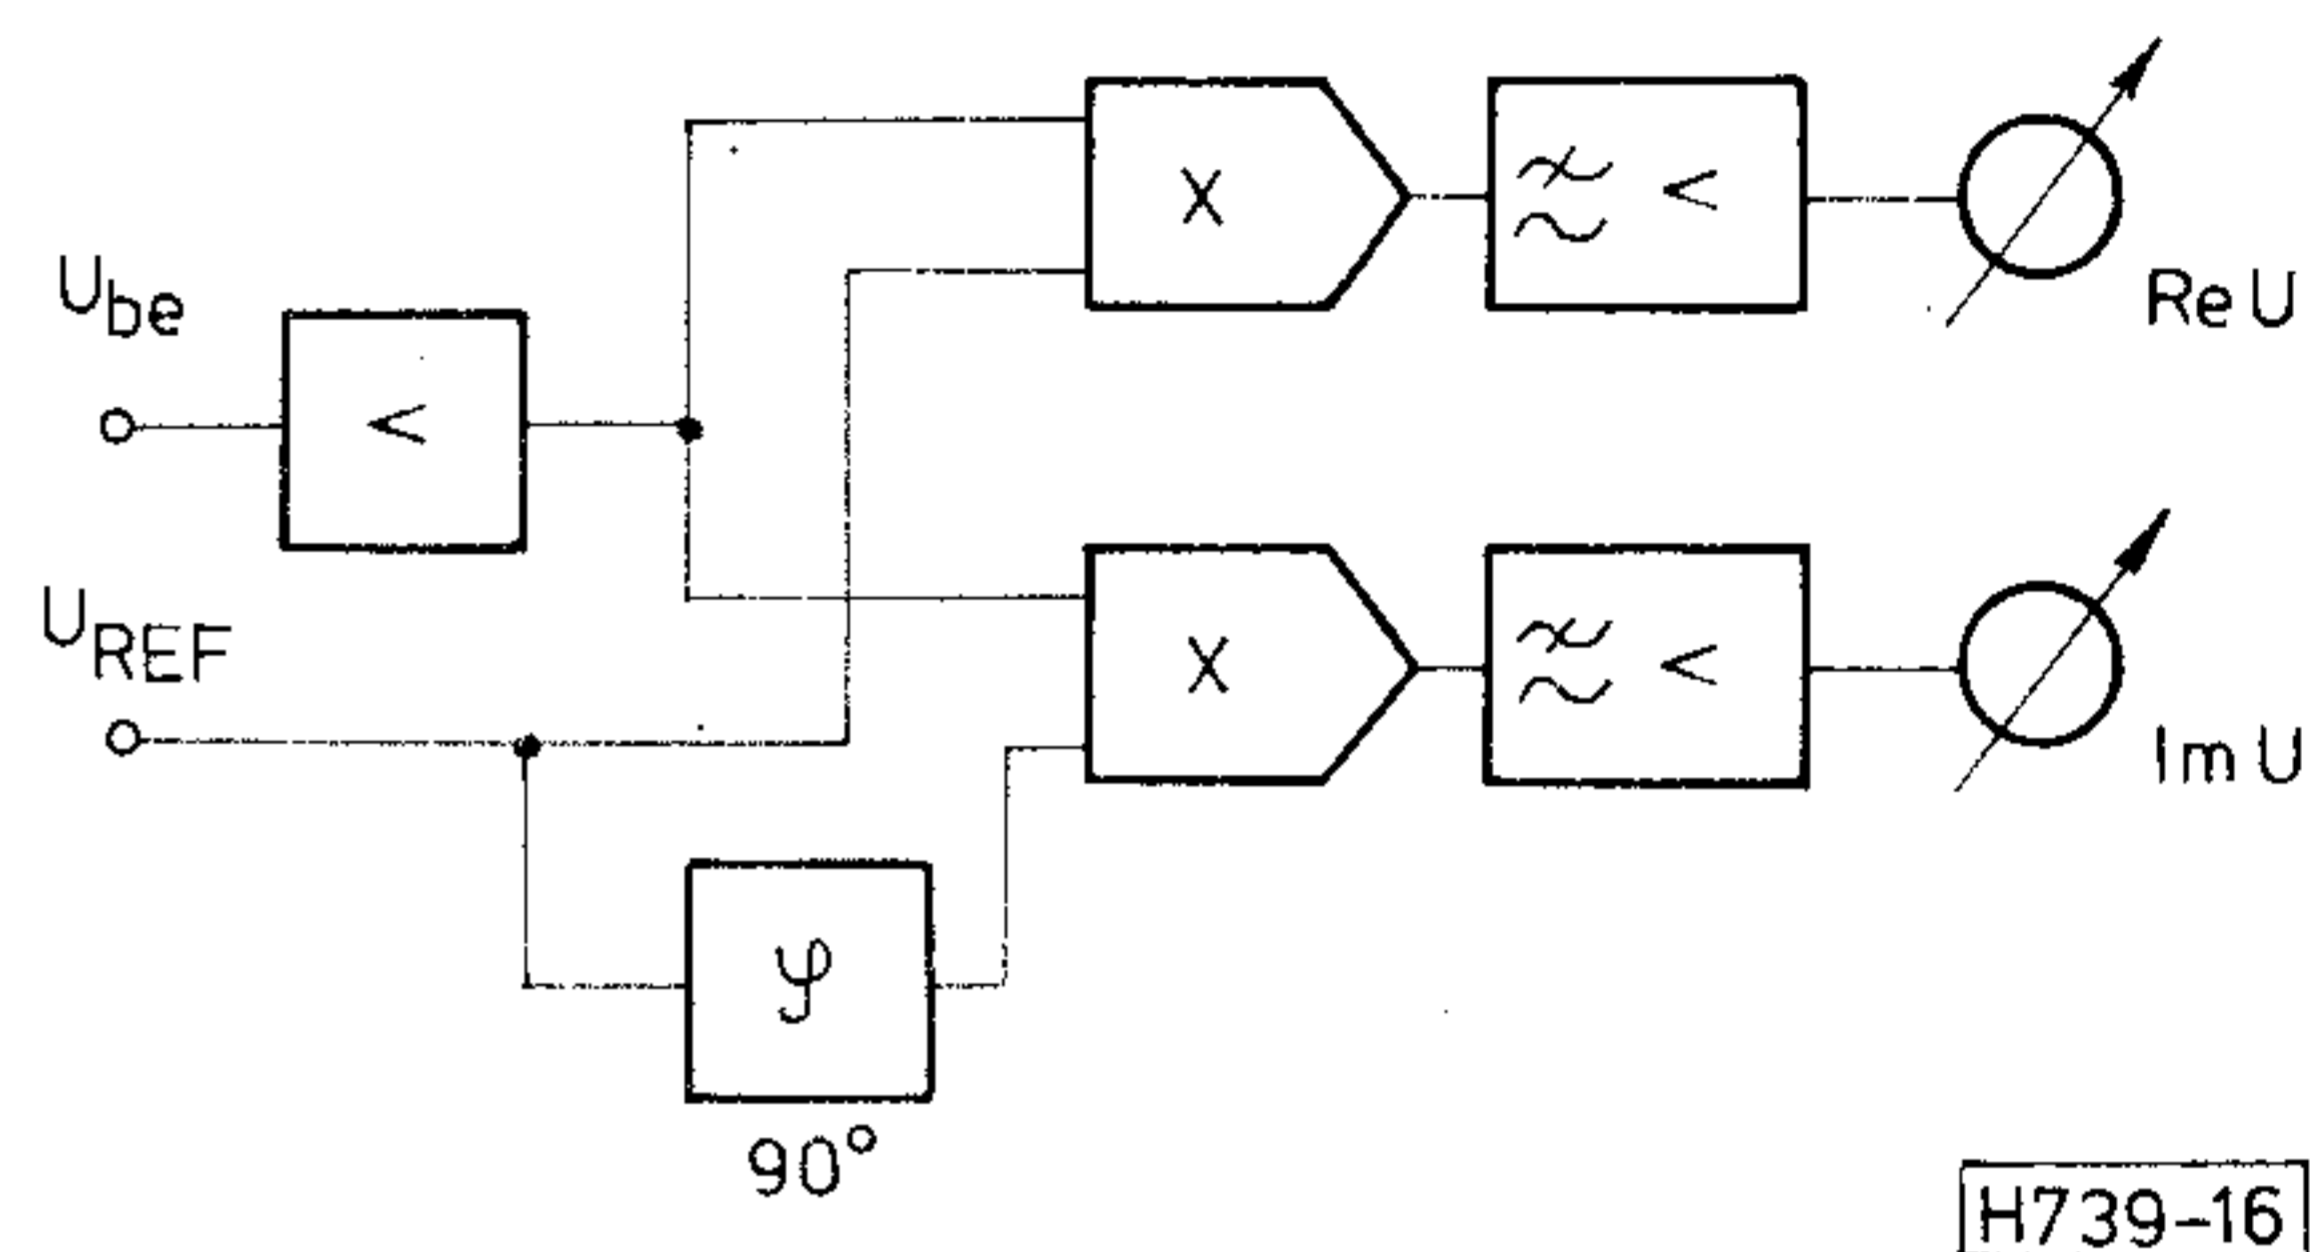 U_be
<
U_REF
X
<
Re U
X
<
Im U
φ
90°
H739-16